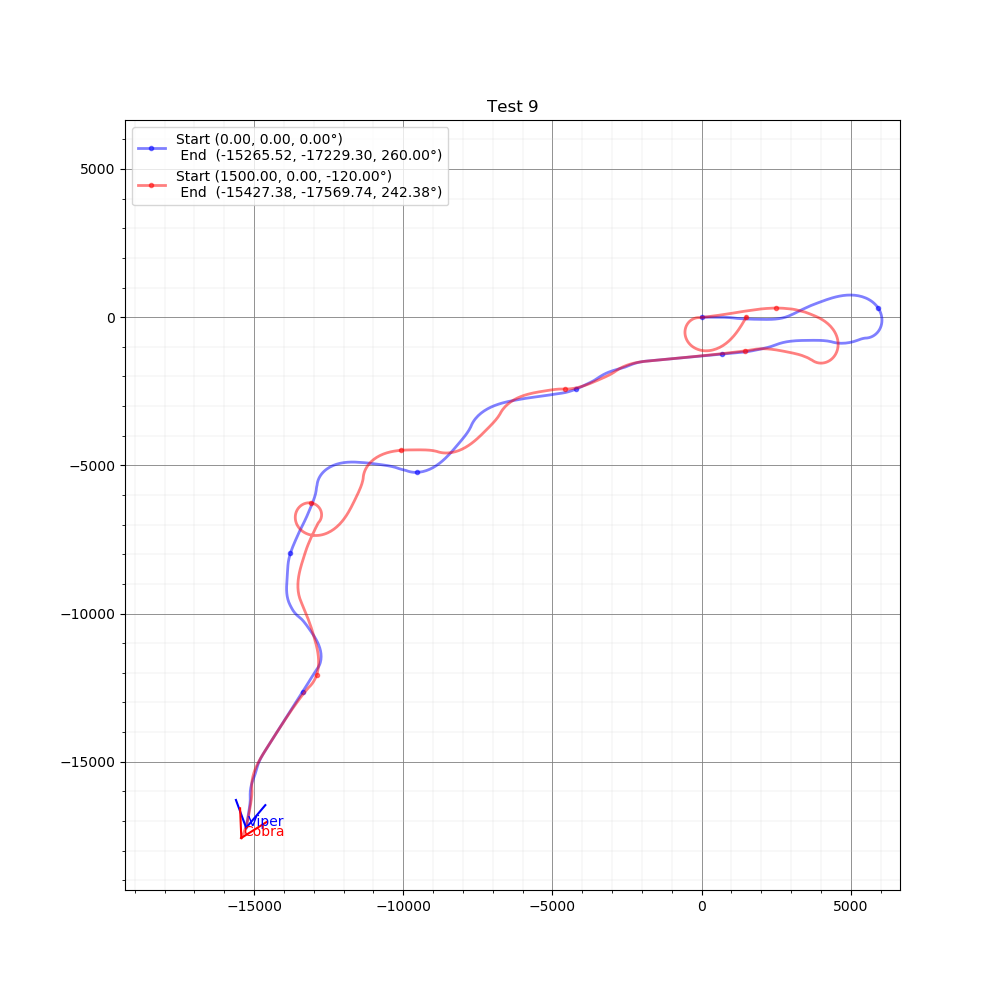 Test 9
Start (0.00, 0.00, 0.00°)
End (-15265.52, -17229.30, 260.00°)
Start (1500.00, 0.00, -120.00°)
End (-15427.38, -17569.74, 242.38°)
5000
0
−5000
−10000
−15000
Viper
Cobra
−15000 −10000 −5000 0 5000